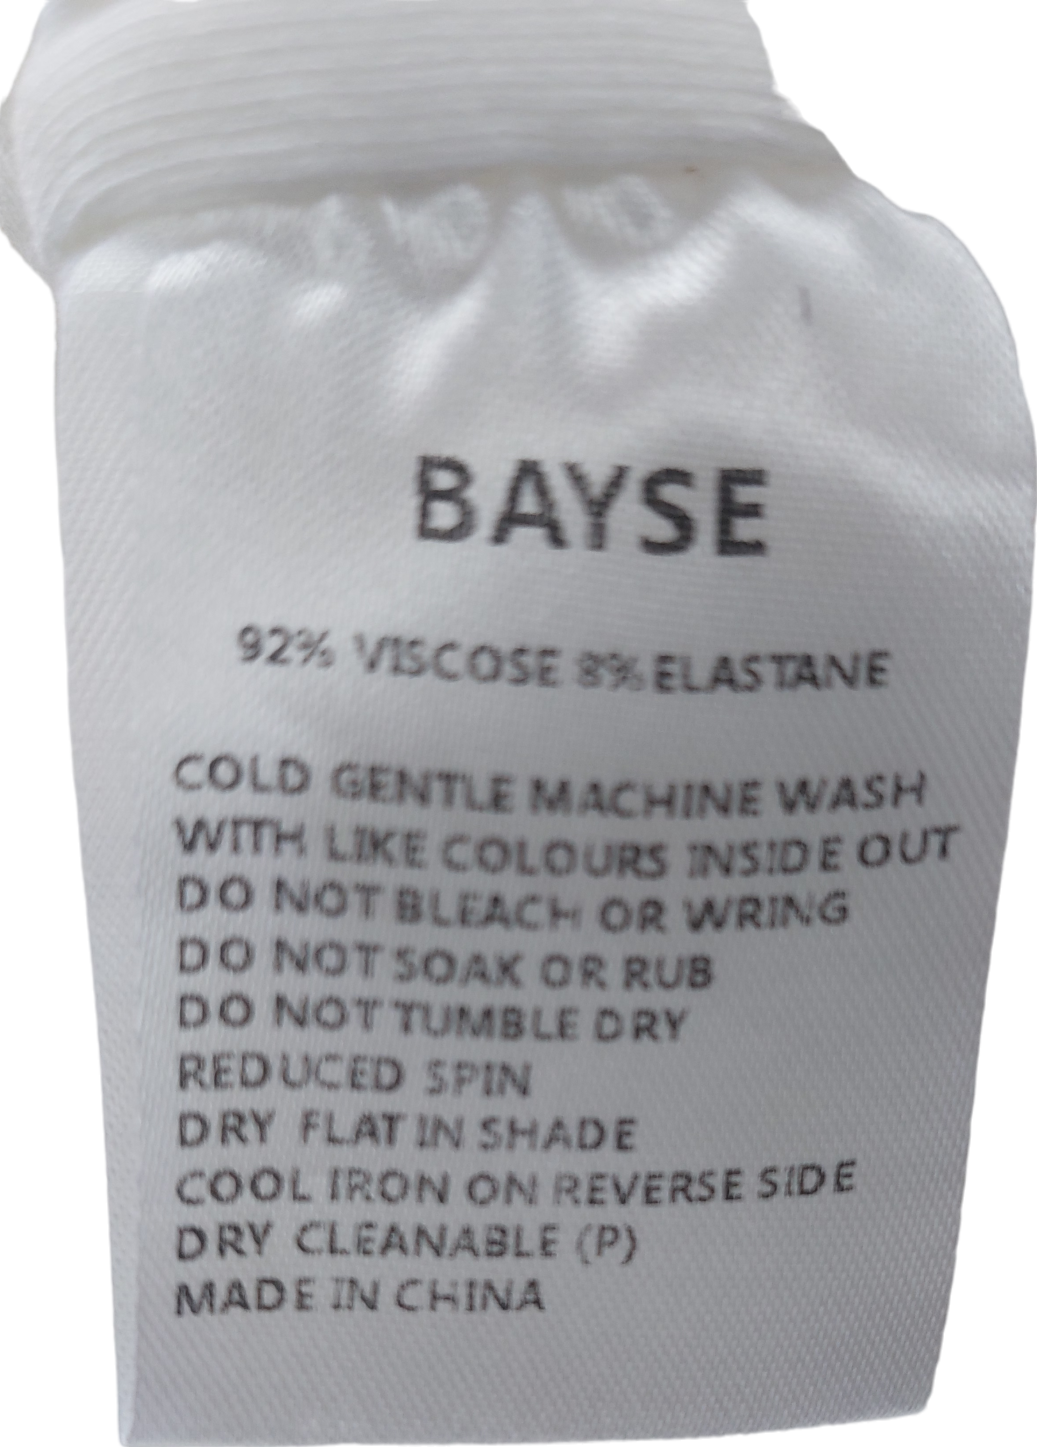 BAYSE
92% VISCOSE 8% ELASTANE
COLD GENTLE MACHINE WASH
WITH LIKE COLOURS INSIDE OUT
DO NOT BLEACH OR WRING
DO NOT SOAK OR RUB
DO NOT TUMBLE DRY
REDUCED SPIN
DRY FLAT IN SHADE
COOL IRON ON REVERSE SIDE
DRY CLEANABLE (P)
MADE IN CHINA